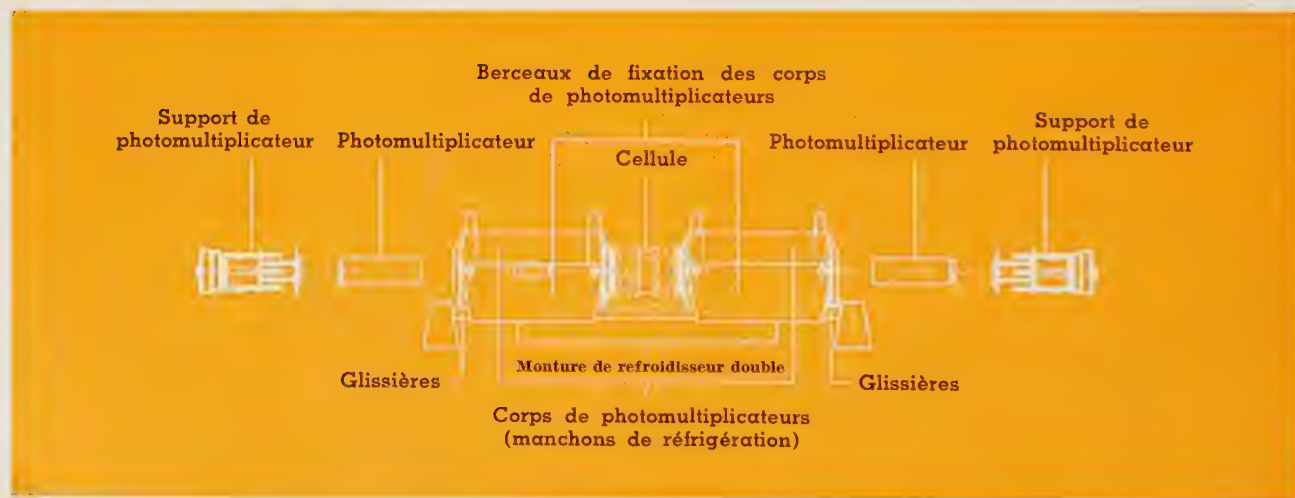 Berceaux de fixation des corps
de photomultiplicateurs
Support de
photomultiplicateur
Photomultiplicateur
Cellule
Photomultiplicateur
Support de
photomultiplicateur
Glissières
Monture de refroidisseur double
Glissières
Corps de photomultiplicateurs
(manchons de réfrigération)